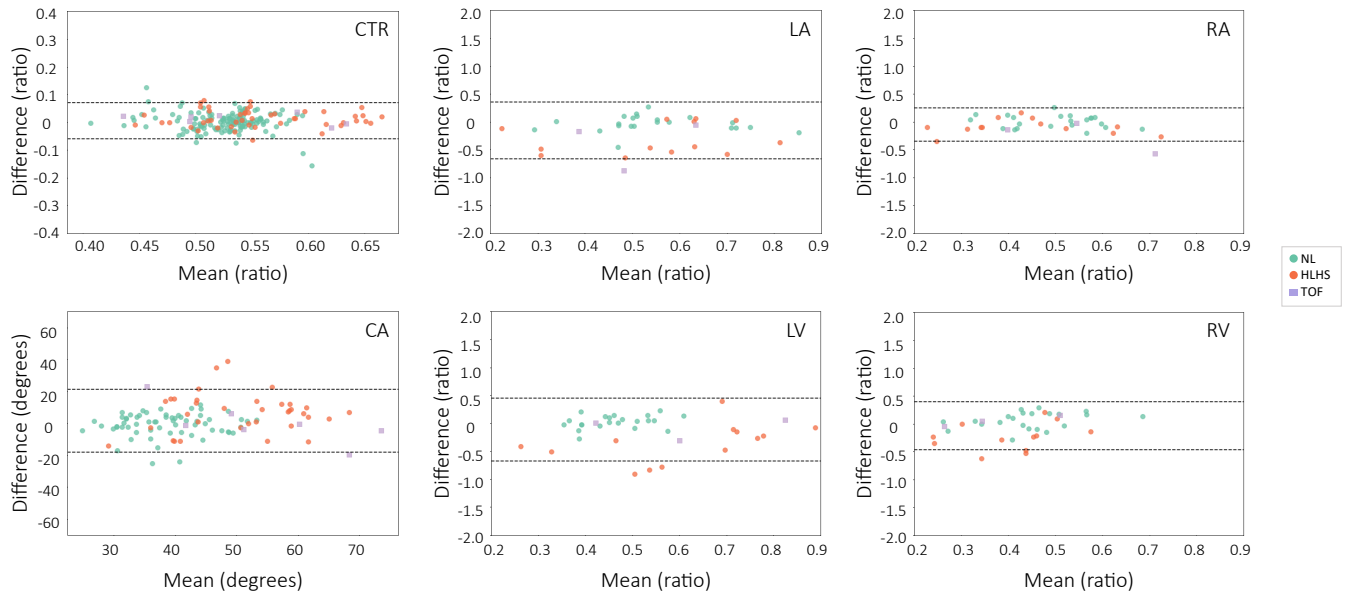 CTR
Difference (ratio)
0.4
0.3
0.2
0.1
0
-0.1
-0.2
-0.3
-0.4
0.40 0.45 0.50 0.55 0.60 0.65
Mean (ratio)
LA
Difference (ratio)
2.0
1.5
1.0
0.5
0
-0.5
-1.0
-1.5
-2.0
0.2 0.3 0.4 0.5 0.6 0.7 0.8 0.9
Mean (ratio)
RA
Difference (ratio)
2.0
1.5
1.0
0.5
0
-0.5
-1.0
-1.5
-2.0
0.2 0.3 0.4 0.5 0.6 0.7 0.8 0.9
Mean (ratio)
NL
HLHS
TOF
CA
Difference (degrees)
60
40
20
0
-20
-40
-60
30 40 50 60 70
Mean (degrees)
LV
Difference (ratio)
2.0
1.5
1.0
0.5
0
-0.5
-1.0
-1.5
-2.0
0.2 0.3 0.4 0.5 0.6 0.7 0.8 0.9
Mean (ratio)
RV
Difference (ratio)
2.0
1.5
1.0
0.5
0
-0.5
-1.0
-1.5
-2.0
0.2 0.3 0.4 0.5 0.6 0.7 0.8 0.9
Mean (ratio)